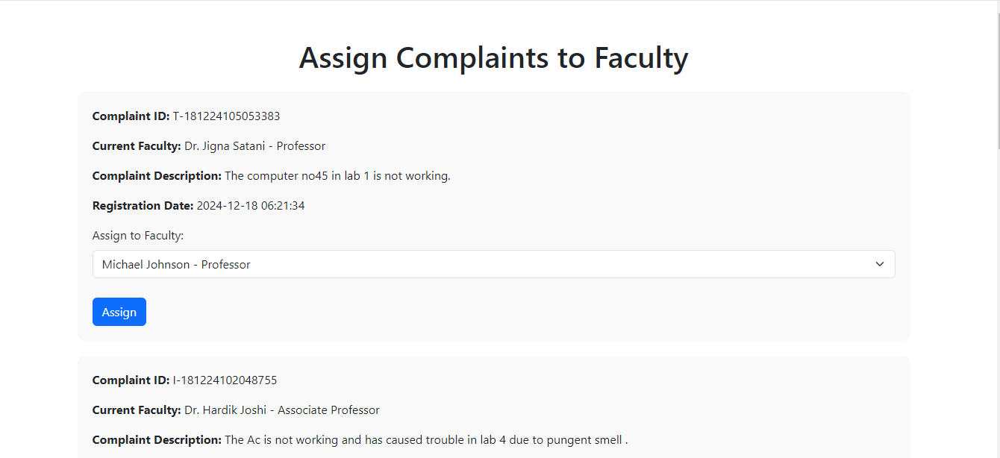 Assign Complaints to Faculty
Complaint ID: T-181224105053383
Current Faculty: Dr. Jigna Satani - Professor
Complaint Description: The computer no45 in lab 1 is not working.
Registration Date: 2024-12-18 06:21:34
Assign to Faculty:
Michael Johnson - Professor
Assign
Complaint ID: I-181224102048755
Current Faculty: Dr. Hardik Joshi - Associate Professor
Complaint Description: The Ac is not working and has caused trouble in lab 4 due to pungent smell .